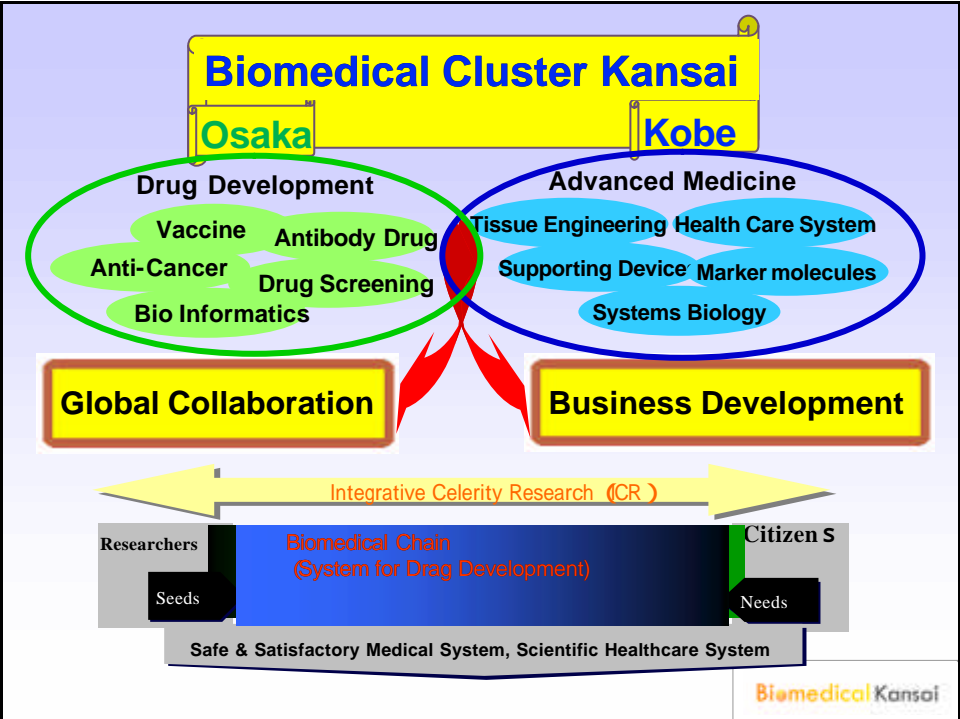 Biomedical Cluster Kansai
Osaka
Kobe
Drug Development
Advanced Medicine
Vaccine
Antibody Drug
Anti-Cancer
Drug Screening
Bio Informatics
Tissue Engineering
Health Care System
Supporting Device
Marker molecules
Systems Biology
Global Collaboration
Business Development
Integrative Celerity Research (ICR)
Researchers
Biomedical Chain
(System for Drag Development)
Citizen s
Seeds
Needs
Safe & Satisfactory Medical System, Scientific Healthcare System
Biomedical Kansai